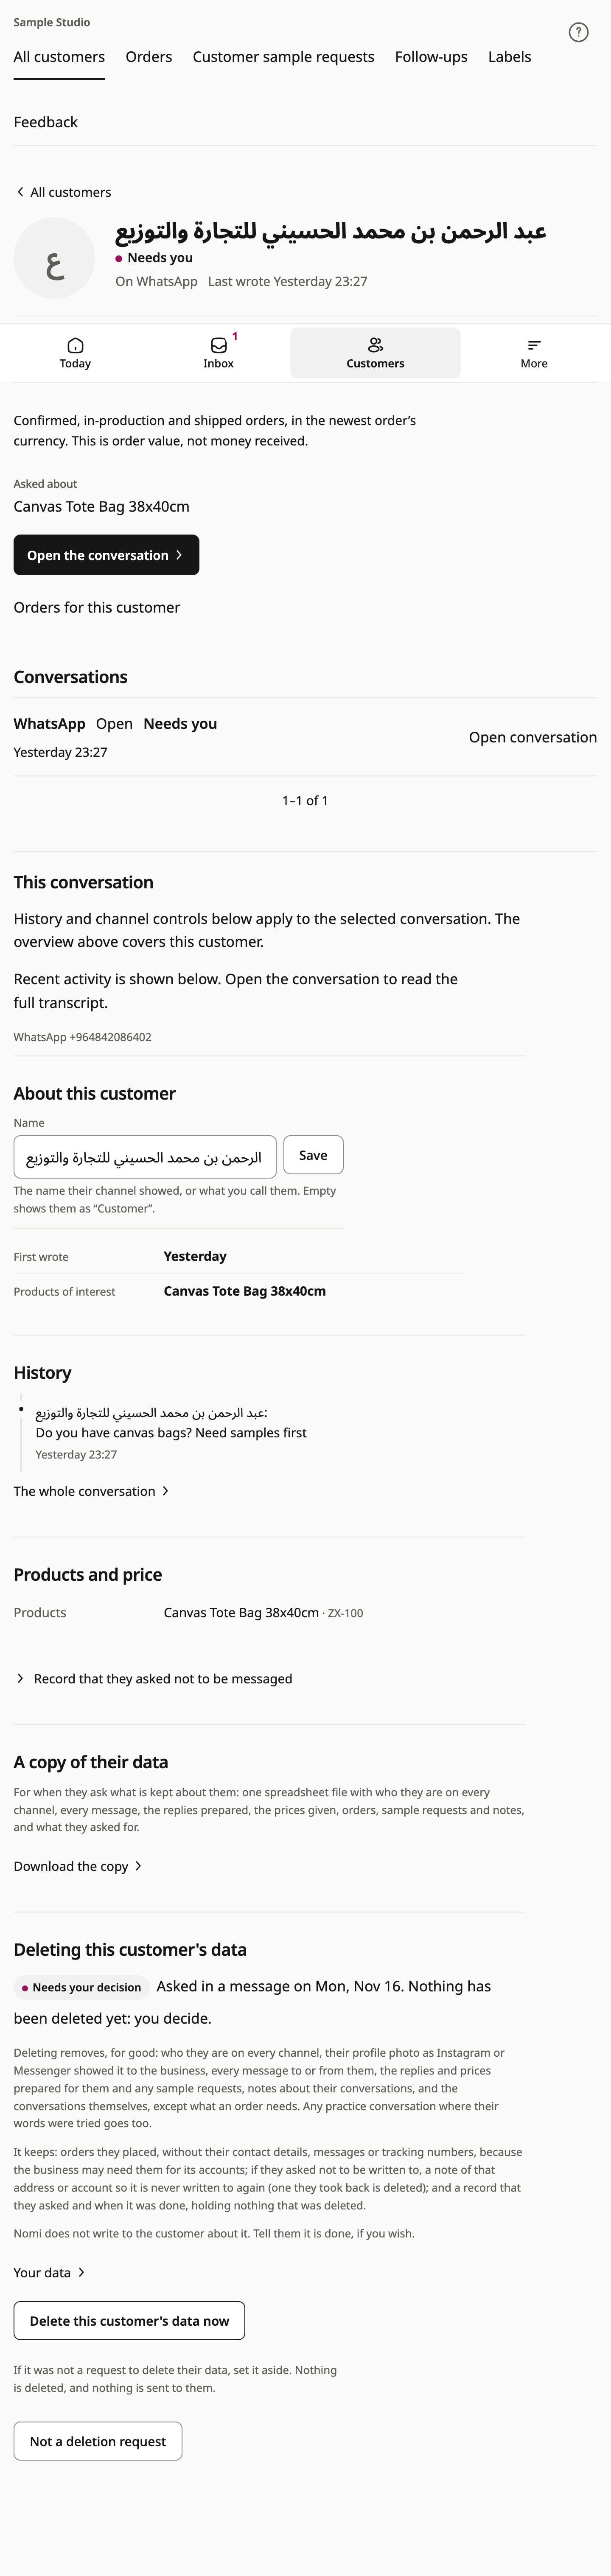 Sample Studio
All customers Orders Customer sample requests Follow-ups Labels
Feedback
All customers
ع
عبد الرحمن بن محمد الحسيني للتجارة والتوزيع
Needs you
On WhatsApp Last wrote Yesterday 23:27
1
Today Inbox Customers More
Confirmed, in-production and shipped orders, in the newest order’s
currency. This is order value, not money received.
Asked about
Canvas Tote Bag 38x40cm
Open the conversation
Orders for this customer
Conversations
WhatsApp Open Needs you
Yesterday 23:27
Open conversation
1–1 of 1
This conversation
History and channel controls below apply to the selected conversation. The
overview above covers this customer.
Recent activity is shown below. Open the conversation to read the
full transcript.
WhatsApp +964842086402
About this customer
Name
الرحمن بن محمد الحسيني للتجارة والتوزيع
Save
The name their channel showed, or what you call them. Empty
shows them as “Customer”.
First wrote Yesterday
Products of interest Canvas Tote Bag 38x40cm
History
عبد الرحمن بن محمد الحسيني للتجارة والتوزيع:
Do you have canvas bags? Need samples first
Yesterday 23:27
The whole conversation
Products and price
Products Canvas Tote Bag 38x40cm · ZX-100
Record that they asked not to be messaged
A copy of their data
For when they ask what is kept about them: one spreadsheet file with who they are on every
channel, every message, the replies prepared, the prices given, orders, sample requests and notes,
and what they asked for.
Download the copy
Deleting this customer's data
Needs your decision Asked in a message on Mon, Nov 16. Nothing has
been deleted yet: you decide.
Deleting removes, for good: who they are on every channel, their profile photo as Instagram or
Messenger showed it to the business, every message to or from them, the replies and prices
prepared for them and any sample requests, notes about their conversations, and the
conversations themselves, except what an order needs. Any practice conversation where their
words were tried goes too.
It keeps: orders they placed, without their contact details, messages or tracking numbers, because
the business may need them for its accounts; if they asked not to be written to, a note of that
address or account so it is never written to again (one they took back is deleted); and a record that
they asked and when it was done, holding nothing that was deleted.
Nomi does not write to the customer about it. Tell them it is done, if you wish.
Your data
Delete this customer's data now
If it was not a request to delete their data, set it aside. Nothing
is deleted, and nothing is sent to them.
Not a deletion request